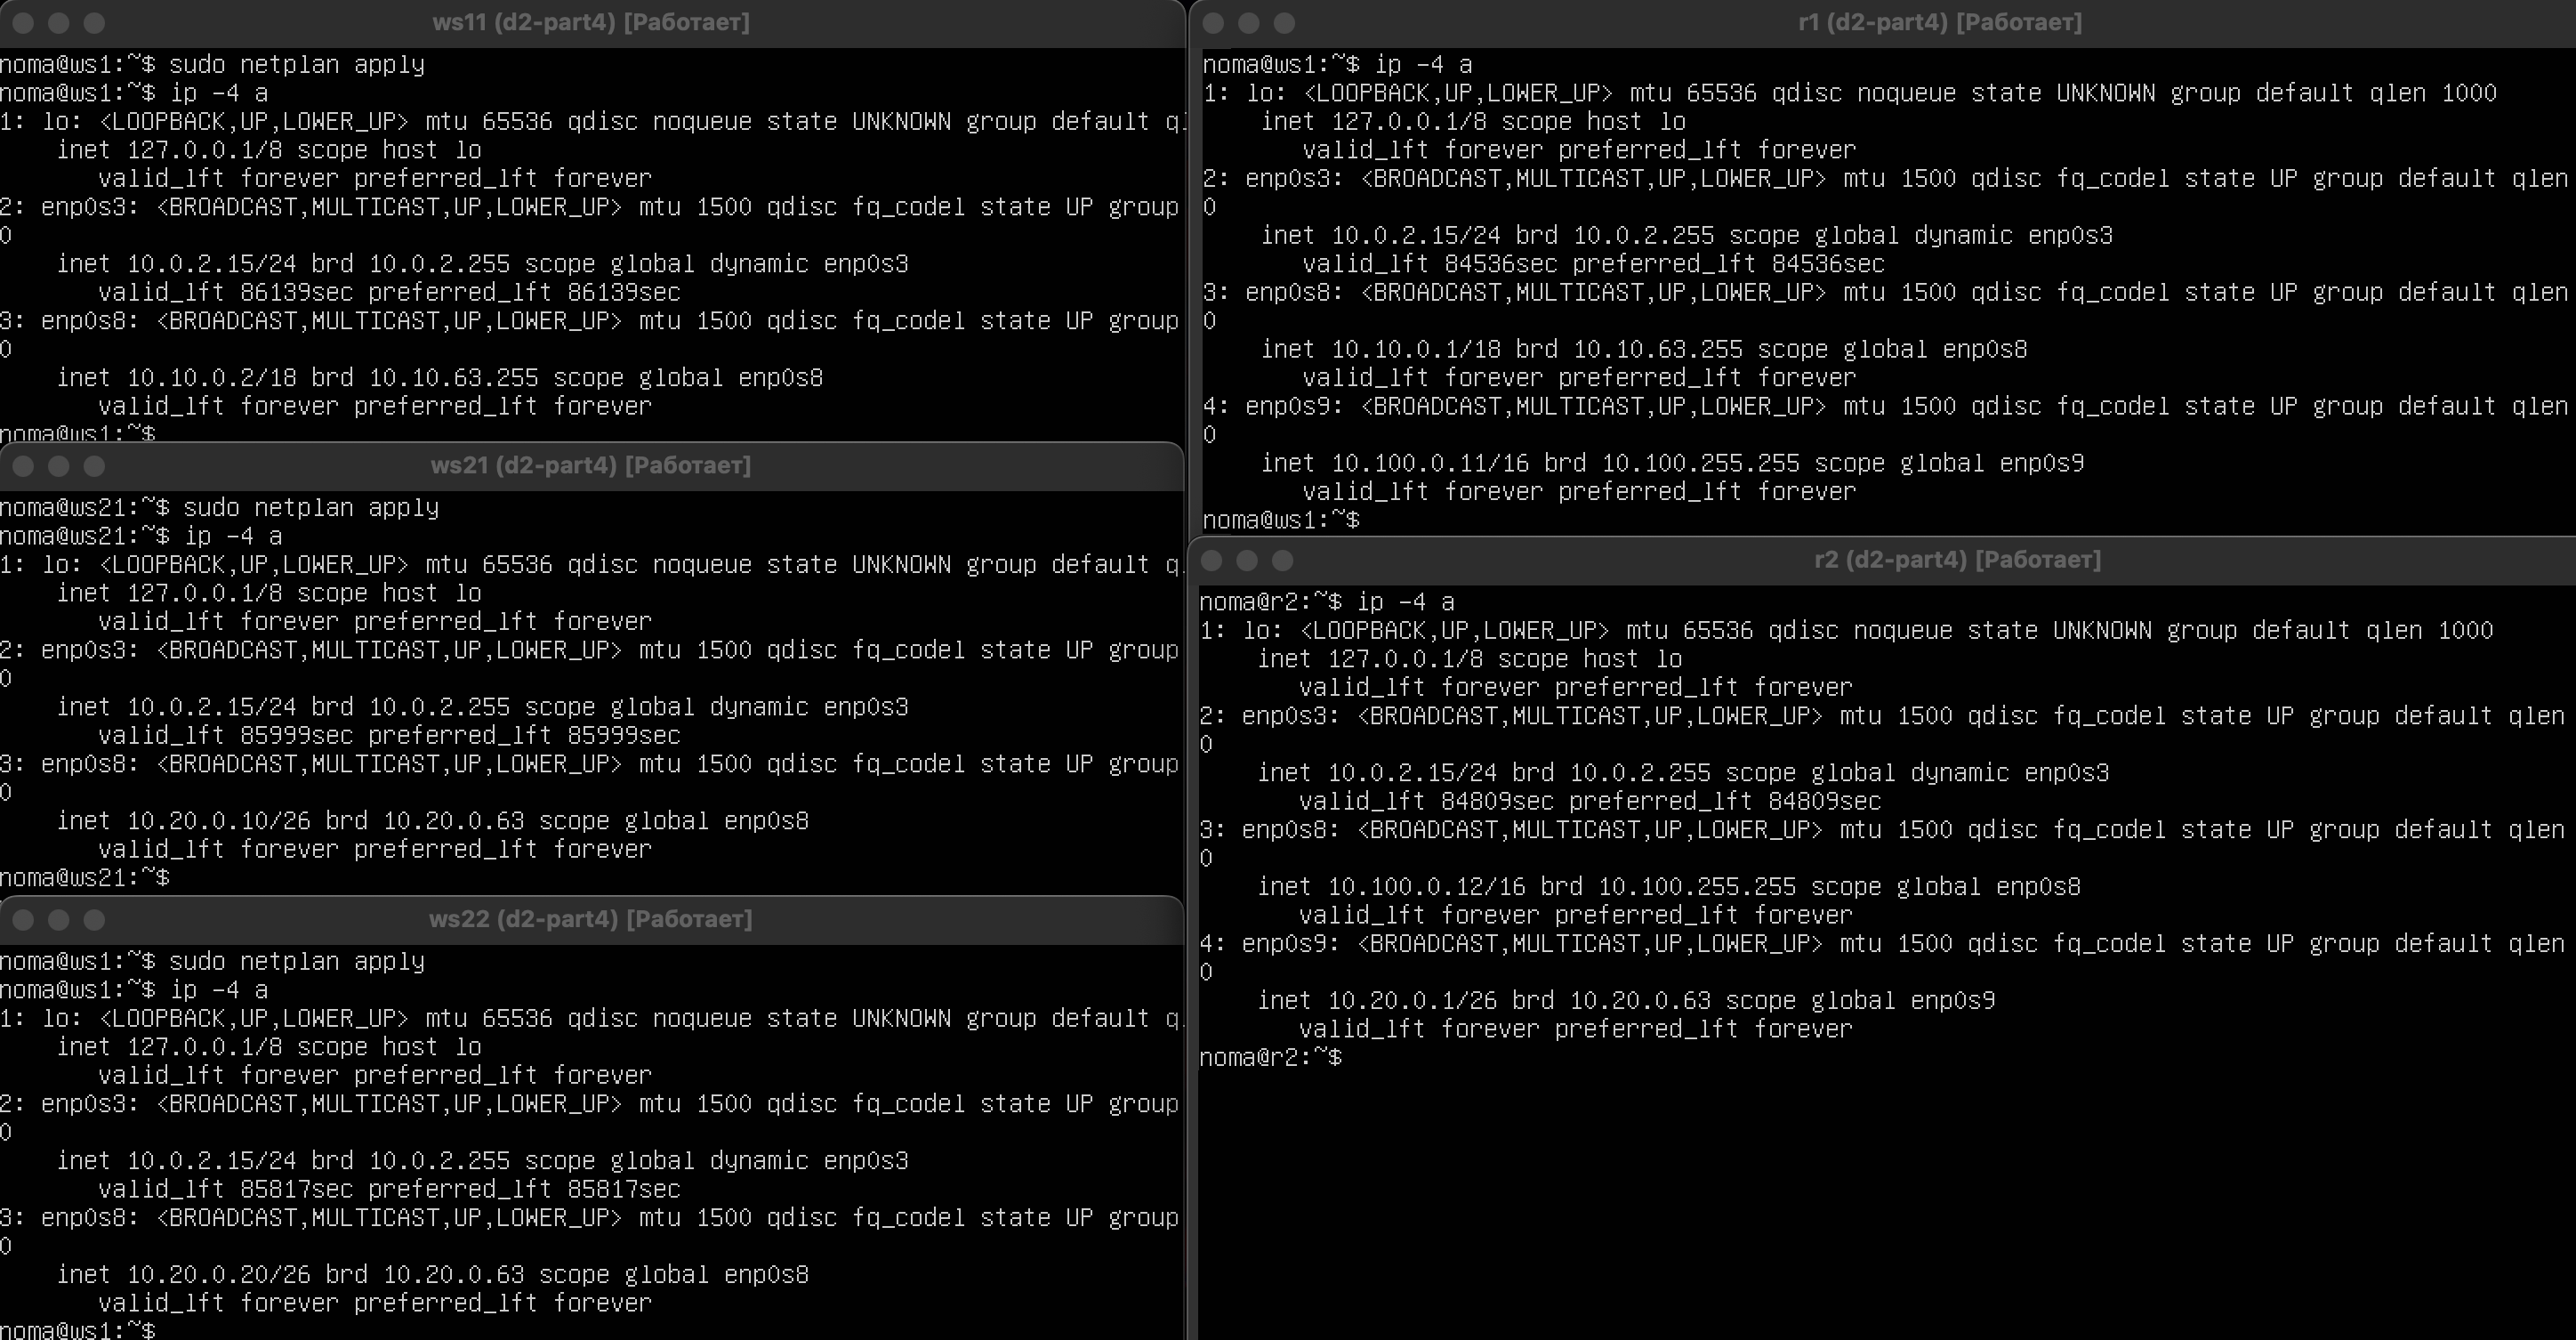 ws11 (d2-part4) [Работает]
noma@ws1:~$ sudo netplan apply
noma@ws1:~$ ip -4 a
1: lo: <LOOPBACK,UP,LOWER_UP> mtu 65536 qdisc noqueue state UNKNOWN group default
    inet 127.0.0.1/8 scope host lo
       valid_lft forever preferred_lft forever
2: enp0s3: <BROADCAST,MULTICAST,UP,LOWER_UP> mtu 1500 qdisc fq_codel state UP group
0
    inet 10.0.2.15/24 brd 10.0.2.255 scope global dynamic enp0s3
       valid_lft 86139sec preferred_lft 86139sec
3: enp0s8: <BROADCAST,MULTICAST,UP,LOWER_UP> mtu 1500 qdisc fq_codel state UP group
0
    inet 10.10.0.2/18 brd 10.10.63.255 scope global enp0s8
       valid_lft forever preferred_lft forever
noma@ws1:~$
ws21 (d2-part4) [Работает]
noma@ws21:~$ sudo netplan apply
noma@ws21:~$ ip -4 a
1: lo: <LOOPBACK,UP,LOWER_UP> mtu 65536 qdisc noqueue state UNKNOWN group default
    inet 127.0.0.1/8 scope host lo
       valid_lft forever preferred_lft forever
2: enp0s3: <BROADCAST,MULTICAST,UP,LOWER_UP> mtu 1500 qdisc fq_codel state UP group
0
    inet 10.0.2.15/24 brd 10.0.2.255 scope global dynamic enp0s3
       valid_lft 85999sec preferred_lft 85999sec
3: enp0s8: <BROADCAST,MULTICAST,UP,LOWER_UP> mtu 1500 qdisc fq_codel state UP group
0
    inet 10.20.0.10/26 brd 10.20.0.63 scope global enp0s8
       valid_lft forever preferred_lft forever
noma@ws21:~$
ws22 (d2-part4) [Работает]
noma@ws1:~$ sudo netplan apply
noma@ws1:~$ ip -4 a
1: lo: <LOOPBACK,UP,LOWER_UP> mtu 65536 qdisc noqueue state UNKNOWN group default
    inet 127.0.0.1/8 scope host lo
       valid_lft forever preferred_lft forever
2: enp0s3: <BROADCAST,MULTICAST,UP,LOWER_UP> mtu 1500 qdisc fq_codel state UP group
0
    inet 10.0.2.15/24 brd 10.0.2.255 scope global dynamic enp0s3
       valid_lft 85817sec preferred_lft 85817sec
3: enp0s8: <BROADCAST,MULTICAST,UP,LOWER_UP> mtu 1500 qdisc fq_codel state UP group
0
    inet 10.20.0.20/26 brd 10.20.0.63 scope global enp0s8
       valid_lft forever preferred_lft forever
noma@ws1:~$
r1 (d2-part4) [Работает]
noma@ws1:~$ ip -4 a
1: lo: <LOOPBACK,UP,LOWER_UP> mtu 65536 qdisc noqueue state UNKNOWN group default qlen 1000
    inet 127.0.0.1/8 scope host lo
       valid_lft forever preferred_lft forever
2: enp0s3: <BROADCAST,MULTICAST,UP,LOWER_UP> mtu 1500 qdisc fq_codel state UP group default qlen
0
    inet 10.0.2.15/24 brd 10.0.2.255 scope global dynamic enp0s3
       valid_lft 84536sec preferred_lft 84536sec
3: enp0s8: <BROADCAST,MULTICAST,UP,LOWER_UP> mtu 1500 qdisc fq_codel state UP group default qlen
0
    inet 10.10.0.1/18 brd 10.10.63.255 scope global enp0s8
       valid_lft forever preferred_lft forever
4: enp0s9: <BROADCAST,MULTICAST,UP,LOWER_UP> mtu 1500 qdisc fq_codel state UP group default qlen
0
    inet 10.100.0.11/16 brd 10.100.255.255 scope global enp0s9
       valid_lft forever preferred_lft forever
noma@ws1:~$
r2 (d2-part4) [Работает]
noma@r2:~$ ip -4 a
1: lo: <LOOPBACK,UP,LOWER_UP> mtu 65536 qdisc noqueue state UNKNOWN group default qlen 1000
    inet 127.0.0.1/8 scope host lo
       valid_lft forever preferred_lft forever
2: enp0s3: <BROADCAST,MULTICAST,UP,LOWER_UP> mtu 1500 qdisc fq_codel state UP group default qlen
0
    inet 10.0.2.15/24 brd 10.0.2.255 scope global dynamic enp0s3
       valid_lft 84809sec preferred_lft 84809sec
3: enp0s8: <BROADCAST,MULTICAST,UP,LOWER_UP> mtu 1500 qdisc fq_codel state UP group default qlen
0
    inet 10.100.0.12/16 brd 10.100.255.255 scope global enp0s8
       valid_lft forever preferred_lft forever
4: enp0s9: <BROADCAST,MULTICAST,UP,LOWER_UP> mtu 1500 qdisc fq_codel state UP group default qlen
0
    inet 10.20.0.1/26 brd 10.20.0.63 scope global enp0s9
       valid_lft forever preferred_lft forever
noma@r2:~$